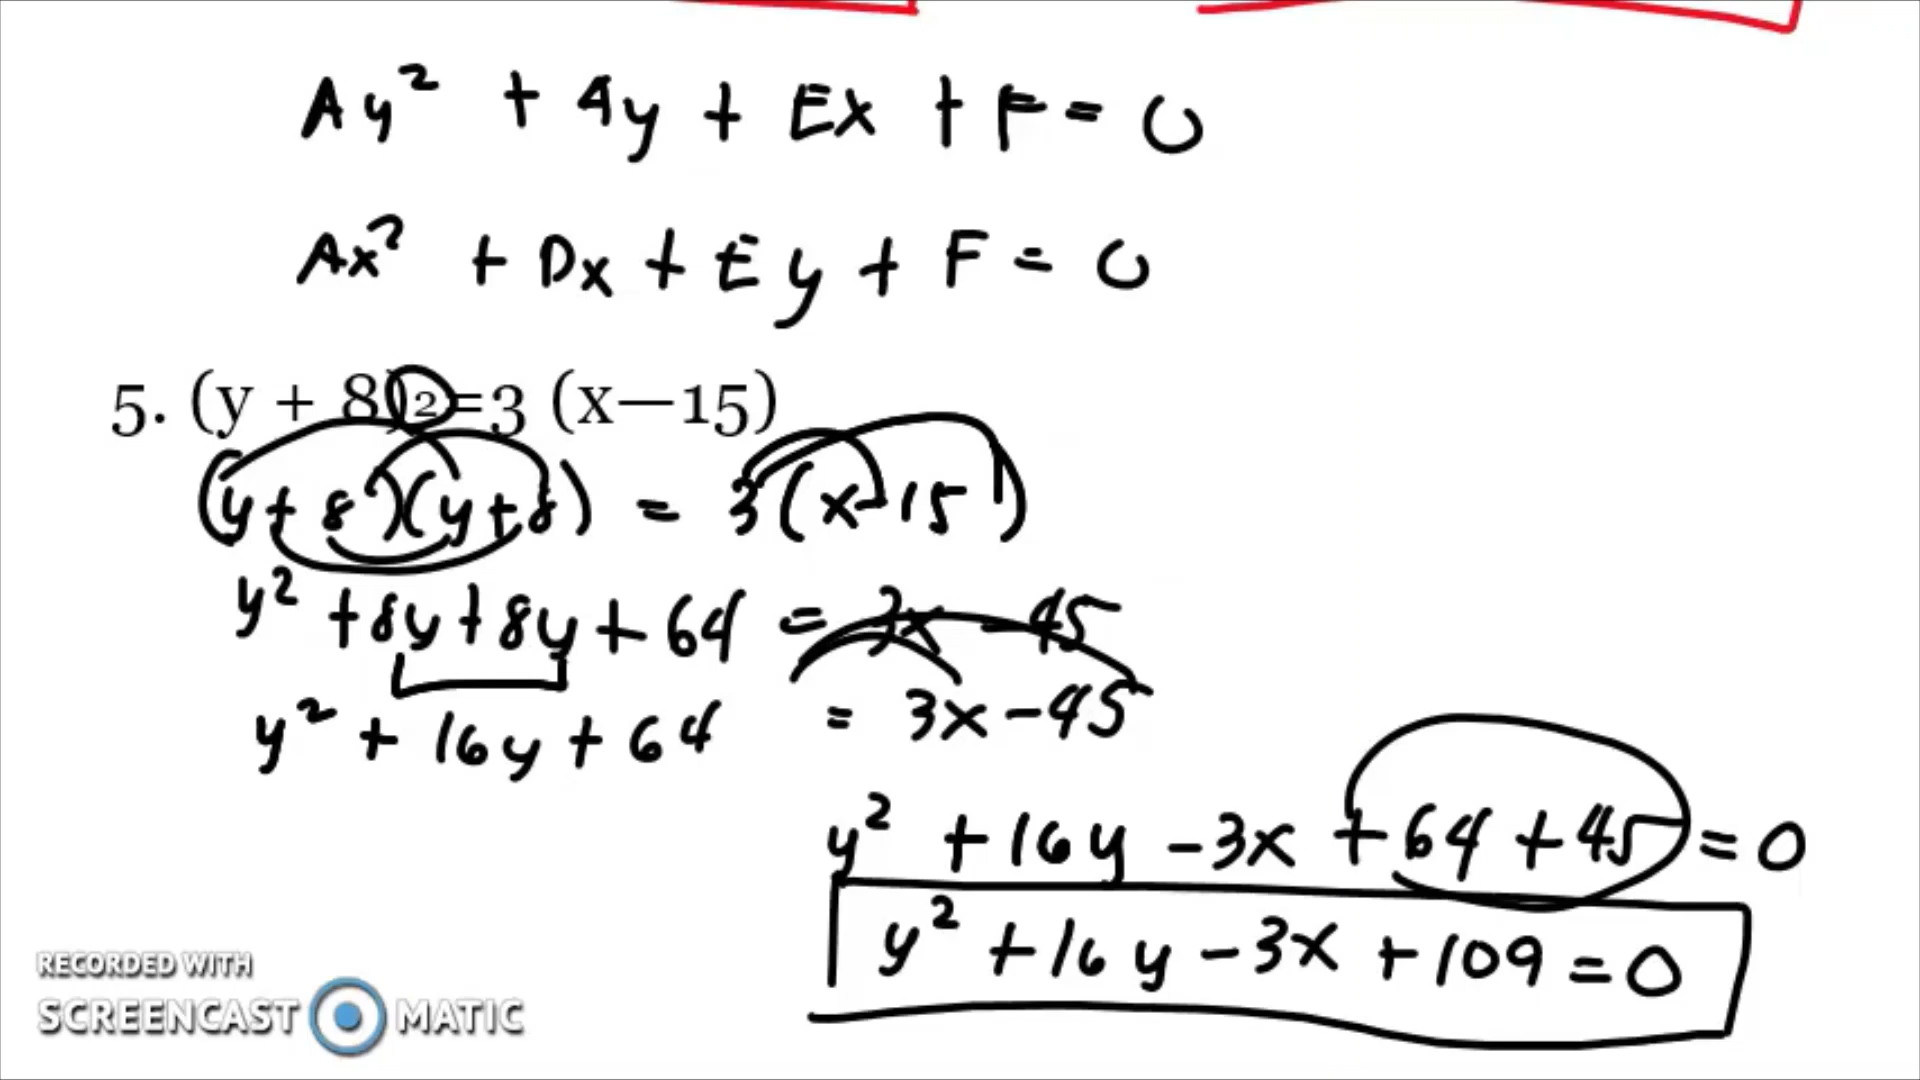 Ay² + 4y + Ex + F = 0
Ax² + Dx + Ey + F = 0
5. (y + 8)2=3 (x—15)
(y + 8)(y + 8) = 3(x-15)
y² + 8y + 8y + 64 = 3x - 45
y² + 16y + 64 = 3x - 45
y² + 16y - 3x + 64 + 45 = 0
y² + 16y - 3x + 109 = 0
RECORDED WITH
SCREENCAST MATIC